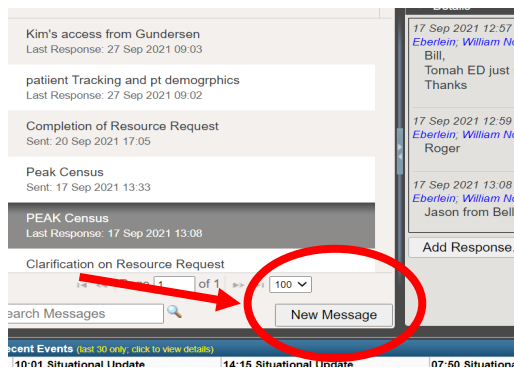 Details
Kim's access from Gundersen
Last Response: 27 Sep 2021 09:03
patiient Tracking and pt demogrphics
Last Response: 27 Sep 2021 09:02
Completion of Resource Request
Sent: 20 Sep 2021 17:05
Peak Census
Sent: 17 Sep 2021 13:33
PEAK Census
Last Response: 17 Sep 2021 13:08
Clarification on Resource Request
Page 1 of 1 100
earch Messages
New Message
17 Sep 2021 12:57
Eberlein; William No
Bill,
Tomah ED just
Thanks
17 Sep 2021 12:59
Eberlein; William No
Roger
17 Sep 2021 13:08
Eberlein; William No
Jason from Bell
Add Response.
ecent Events (last 30 only; click to view details)
10:01 Situational Update 14:15 Situational Update 07:50 Situationa